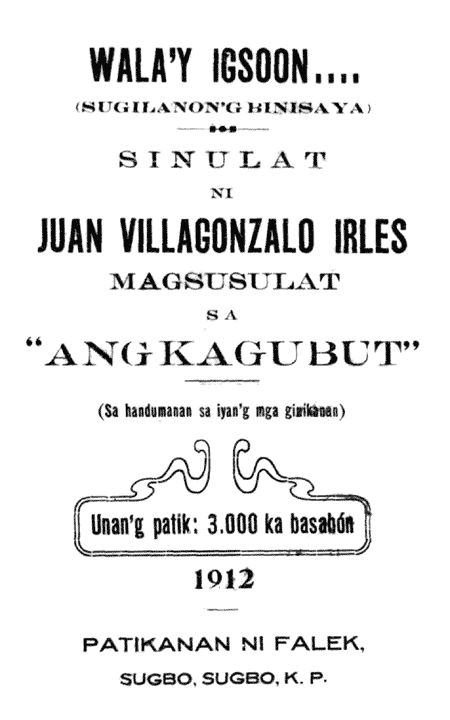 WALA'Y IGSOON....
(SUGILANON'G BINISAYA)
SINULAT
NI
JUAN VILLAGONZALO IRLES
MAGSUSULAT
SA
"ANGKAGUBUT"
(Sa handumanan sa iyan'g mga ginikanan)
Unan'g patik: 3.000 ka basahón
1912
PATIKANAN NI FALEK,
SUGBO, SUGBO, K. P.